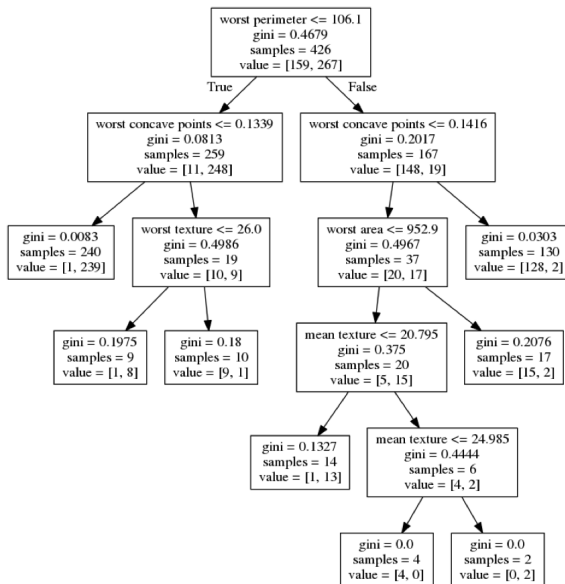 worst perimeter <= 106.1
gini = 0.4679
samples = 426
value = [159, 267]
True
False
worst concave points <= 0.1339
gini = 0.0813
samples = 259
value = [11, 248]
worst concave points <= 0.1416
gini = 0.2017
samples = 167
value = [148, 19]
gini = 0.0083
samples = 240
value = [1, 239]
worst texture <= 26.0
gini = 0.4986
samples = 19
value = [10, 9]
worst area <= 952.9
gini = 0.4967
samples = 37
value = [20, 17]
gini = 0.0303
samples = 130
value = [128, 2]
gini = 0.1975
samples = 9
value = [1, 8]
gini = 0.18
samples = 10
value = [9, 1]
mean texture <= 20.795
gini = 0.375
samples = 20
value = [5, 15]
gini = 0.2076
samples = 17
value = [15, 2]
gini = 0.1327
samples = 14
value = [1, 13]
mean texture <= 24.985
gini = 0.4444
samples = 6
value = [4, 2]
gini = 0.0
samples = 4
value = [4, 0]
gini = 0.0
samples = 2
value = [0, 2]